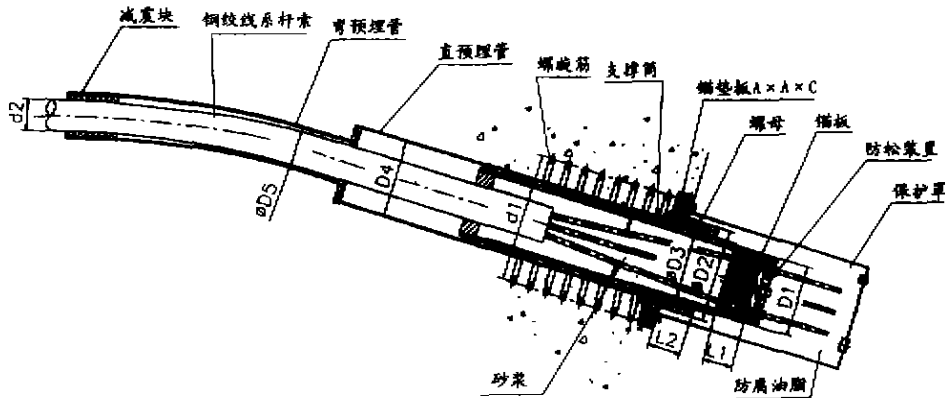 减震块
钢绞线系杆索
弯预埋管
直预埋管
螺旋筋
支撑筒
锚垫板A×A×C
螺母
锚板
防松装置
保护罩
d2
øD5
D4
d1
øD3
øD2
D1
L2
L1
砂浆
防腐油脂